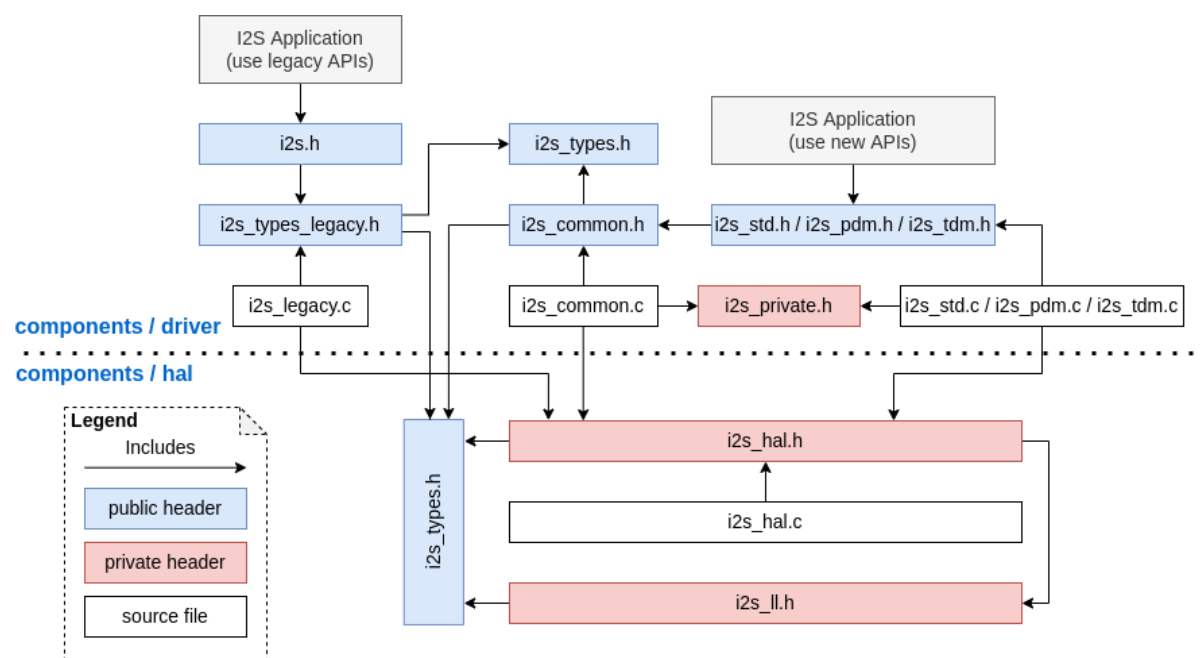 I2S Application
(use legacy APIs)
i2s.h
i2s_types.h
I2S Application
(use new APIs)
i2s_types_legacy.h
i2s_common.h
i2s_std.h / i2s_pdm.h / i2s_tdm.h
i2s_legacy.c
i2s_common.c
i2s_private.h
i2s_std.c / i2s_pdm.c / i2s_tdm.c
components / driver
components / hal
Legend
Includes
public header
private header
source file
i2s_types.h
i2s_hal.h
i2s_hal.c
i2s_ll.h